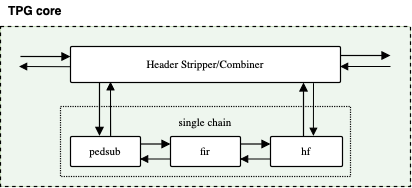 TPG core
Header Stripper/Combiner
single chain
pedsub
fir
hf